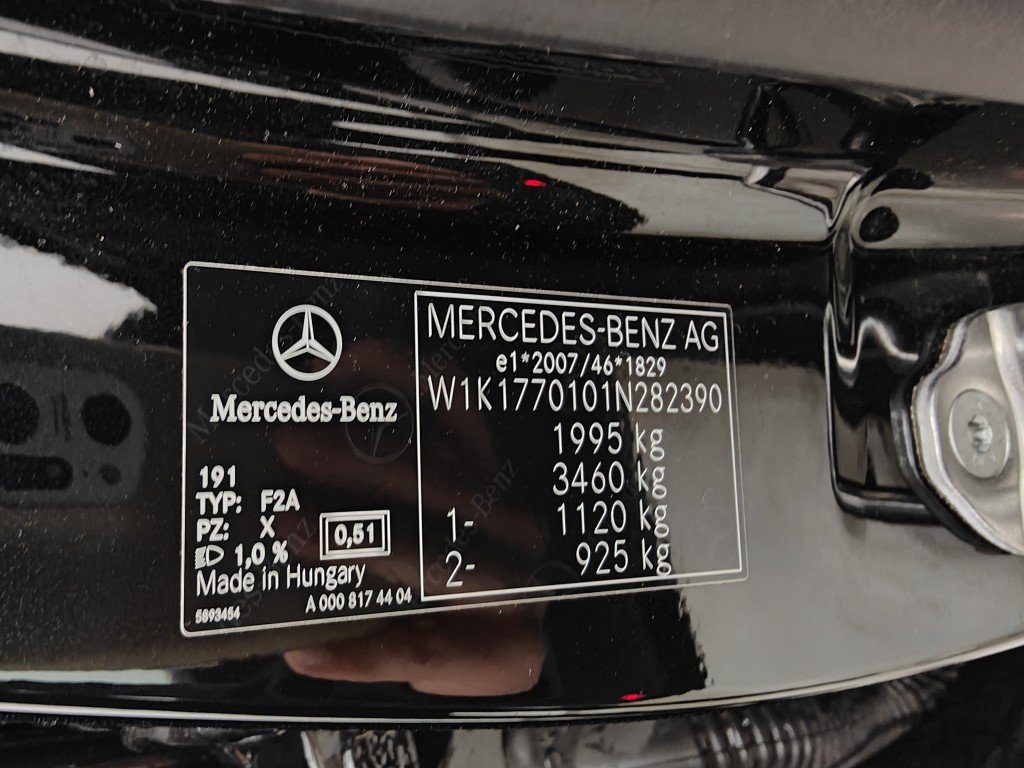 Mercedes-Benz
191
TYP: F2A
PZ: X
1,0 %
0,51
Made in Hungary
5893454
A 000 817 44 04
MERCEDES-BENZ AG
e1*2007/46*1829
W1K1770101N282390
1995 kg
3460 kg
1- 1120 kg
2- 925 kg